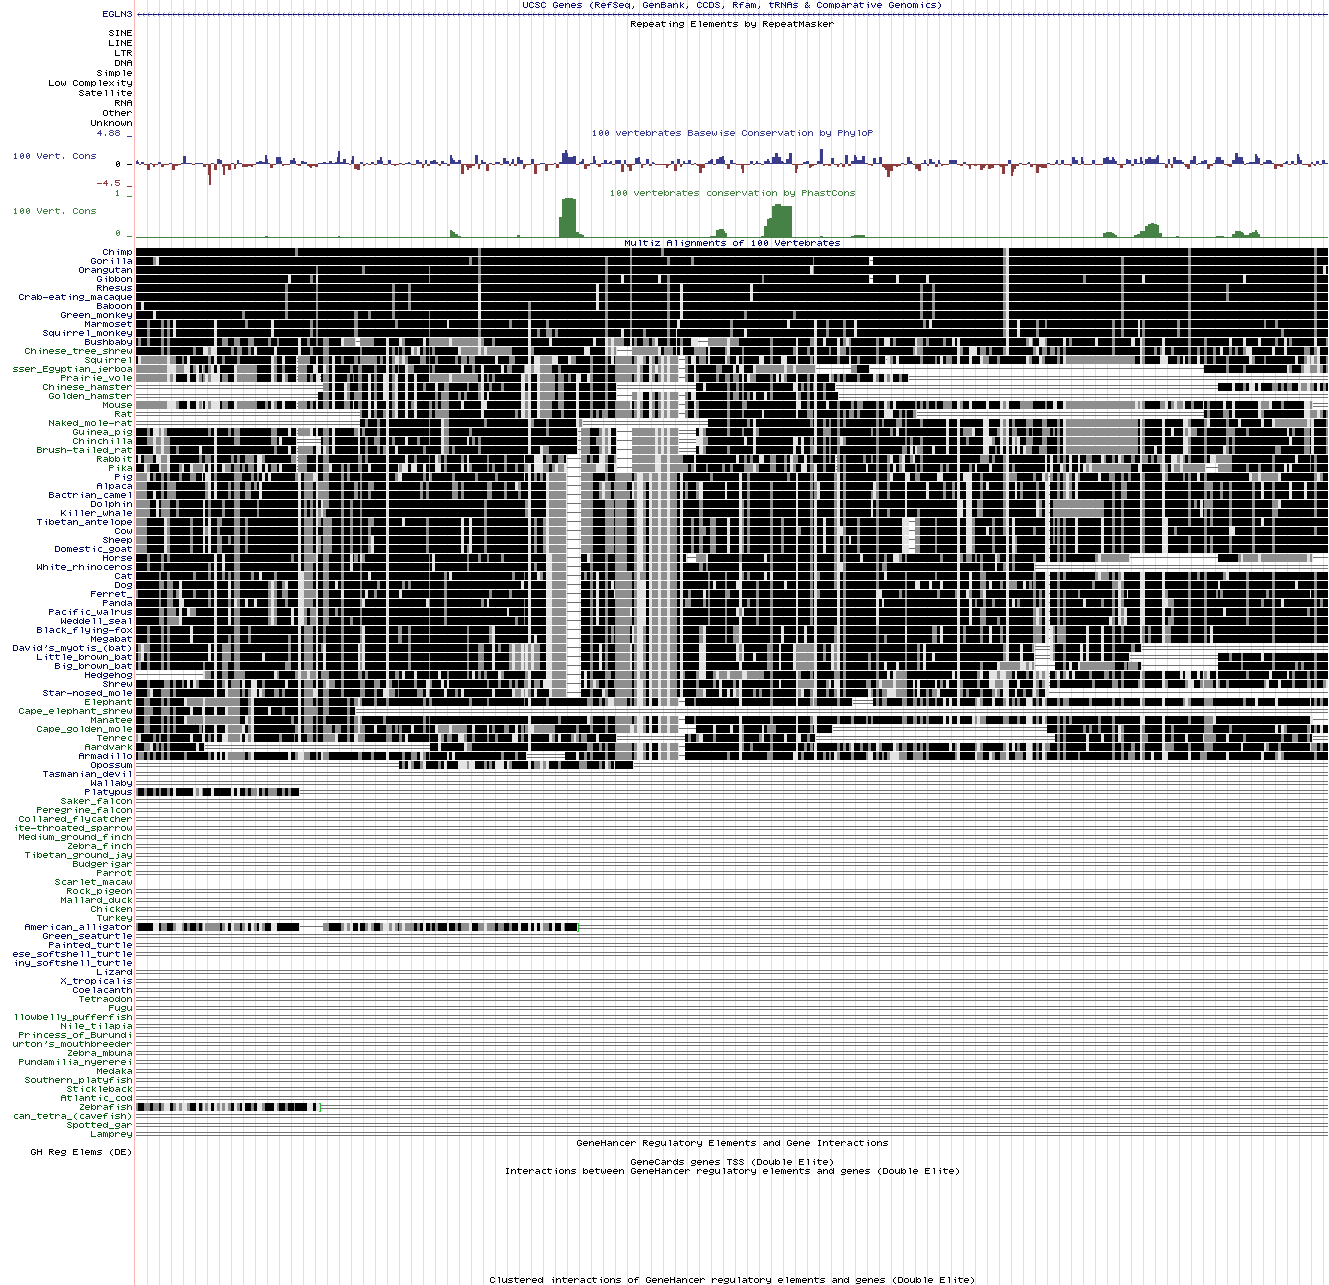 UCSC Genes (RefSeq, GenBank, CCDS, Rfam, tRNAs & Comparative Genomics)
EGLN3
Repeating Elements by RepeatMasker
SINE
LINE
LTR
DNA
Simple
Low Complexity
Satellite
RNA
Other
Unknown
4.88 _
100 vertebrates Basewise Conservation by PhyloP
100 Vert. Cons
0 -
-4.5 _
1 _
100 vertebrates conservation by PhastCons
100 Vert. Cons
0 _
Multiz Alignments of 100 Vertebrates
Chimp
Gorilla
Orangutan
Gibbon
Rhesus
Crab-eating_macaque
Baboon
Green_monkey
Marmoset
Squirrel_monkey
Bushbaby
Chinese_tree_shrew
Squirrel
sser_Egyptian_jerboa
Prairie_vole
Chinese_hamster
Golden_hamster
Mouse
Rat
Naked_mole-rat
Guinea_pig
Chinchilla
Brush-tailed_rat
Rabbit
Pika
Pig
Alpaca
Bactrian_camel
Dolphin
Killer_whale
Tibetan_antelope
Cow
Sheep
Domestic_goat
Horse
White_rhinoceros
Cat
Dog
Ferret_
Panda
Pacific_walrus
Weddell_seal
Black_flying-fox
Megabat
David's_myotis_(bat)
Little_brown_bat
Big_brown_bat
Hedgehog
Shrew
Star-nosed_mole
Elephant
Cape_elephant_shrew
Manatee
Cape_golden_mole
Tenrec
Aardvark
Armadillo
Opossum
Tasmanian_devil
Wallaby
Platypus
Saker_falcon
Peregrine_falcon
Collared_flycatcher
ite-throated_sparrow
Medium_ground_finch
Zebra_finch
Tibetan_ground_jay
Budgerigar
Parrot
Scarlet_macaw
Rock_pigeon
Mallard_duck
Chicken
Turkey
American_alligator
Green_seaturtle
Painted_turtle
ese_softshell_turtle
iny_softshell_turtle
Lizard
X_tropicalis
Coelacanth
Tetraodon
Fugu
llowbelly_pufferfish
Nile_tilapia
Princess_of_Burundi
urton's_mouthbreeder
Zebra_mbuna
Pundamilia_nyererei
Medaka
Southern_platyfish
Stickleback
Atlantic_cod
Zebrafish
can_tetra_(cavefish)
Spotted_gar
Lamprey
GeneHancer Regulatory Elements and Gene Interactions
GH Reg Elems (DE)
GeneCards genes TSS (Double Elite)
Interactions between GeneHancer regulatory elements and genes (Double Elite)
Clustered interactions of GeneHancer regulatory elements and genes (Double Elite)